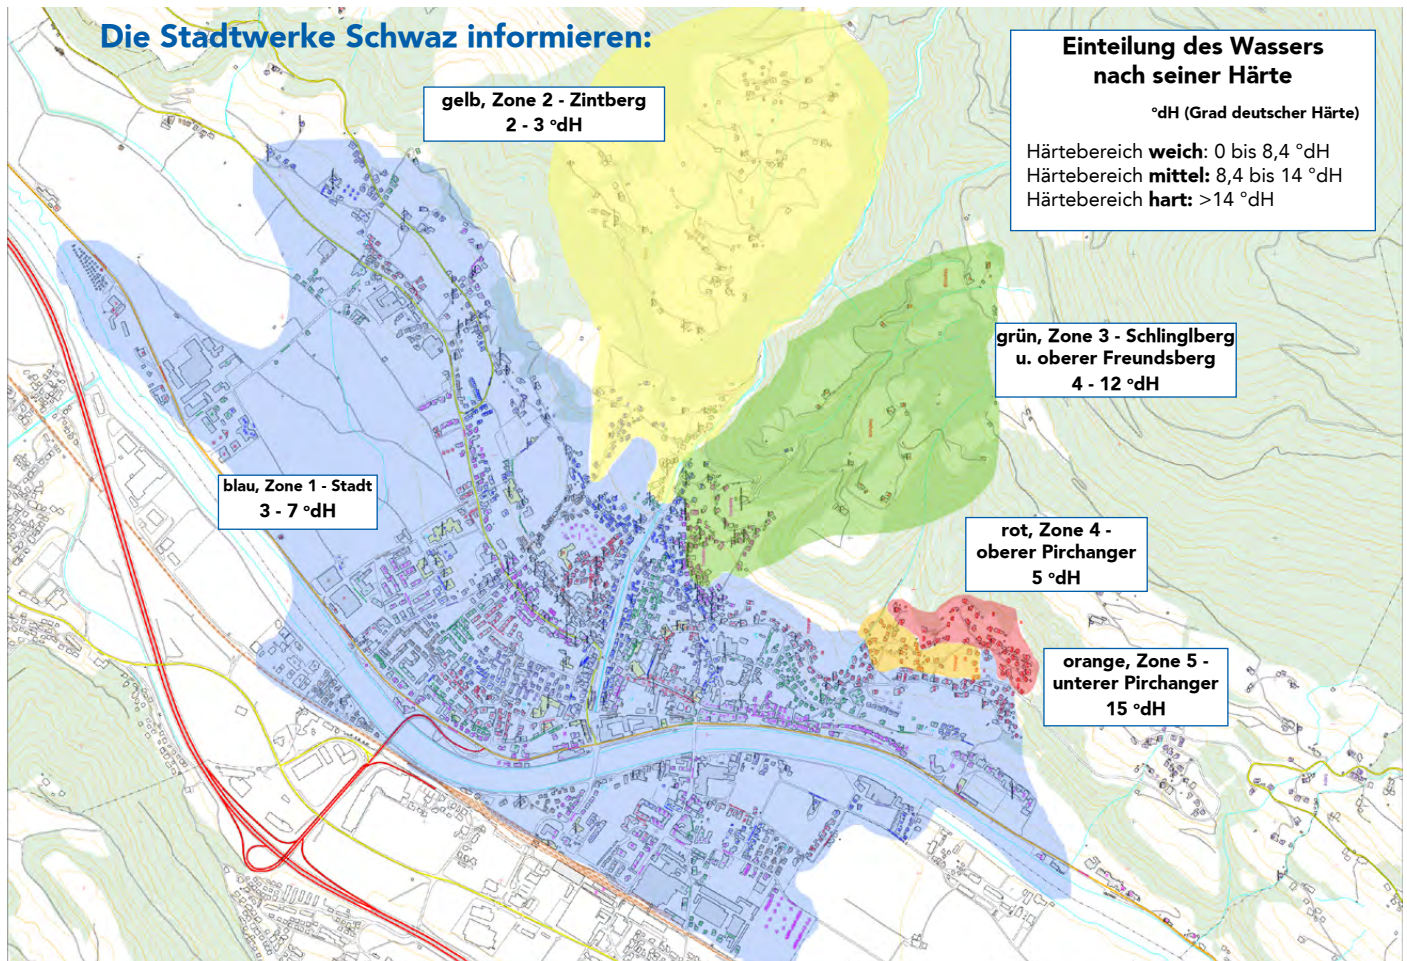 Die Stadtwerke Schwaz informieren:
Einteilung des Wassers
nach seiner Härte
°dH (Grad deutscher Härte)
Härtebereich weich: 0 bis 8,4 °dH
Härtebereich mittel: 8,4 bis 14 °dH
Härtebereich hart: >14 °dH
gelb, Zone 2 - Zintberg
2 - 3 °dH
grün, Zone 3 - Schlinglberg
u. oberer Freundsberg
4 - 12 °dH
blau, Zone 1 - Stadt
3 - 7 °dH
rot, Zone 4 -
oberer Pirchanger
5 °dH
orange, Zone 5 -
unterer Pirchanger
15 °dH